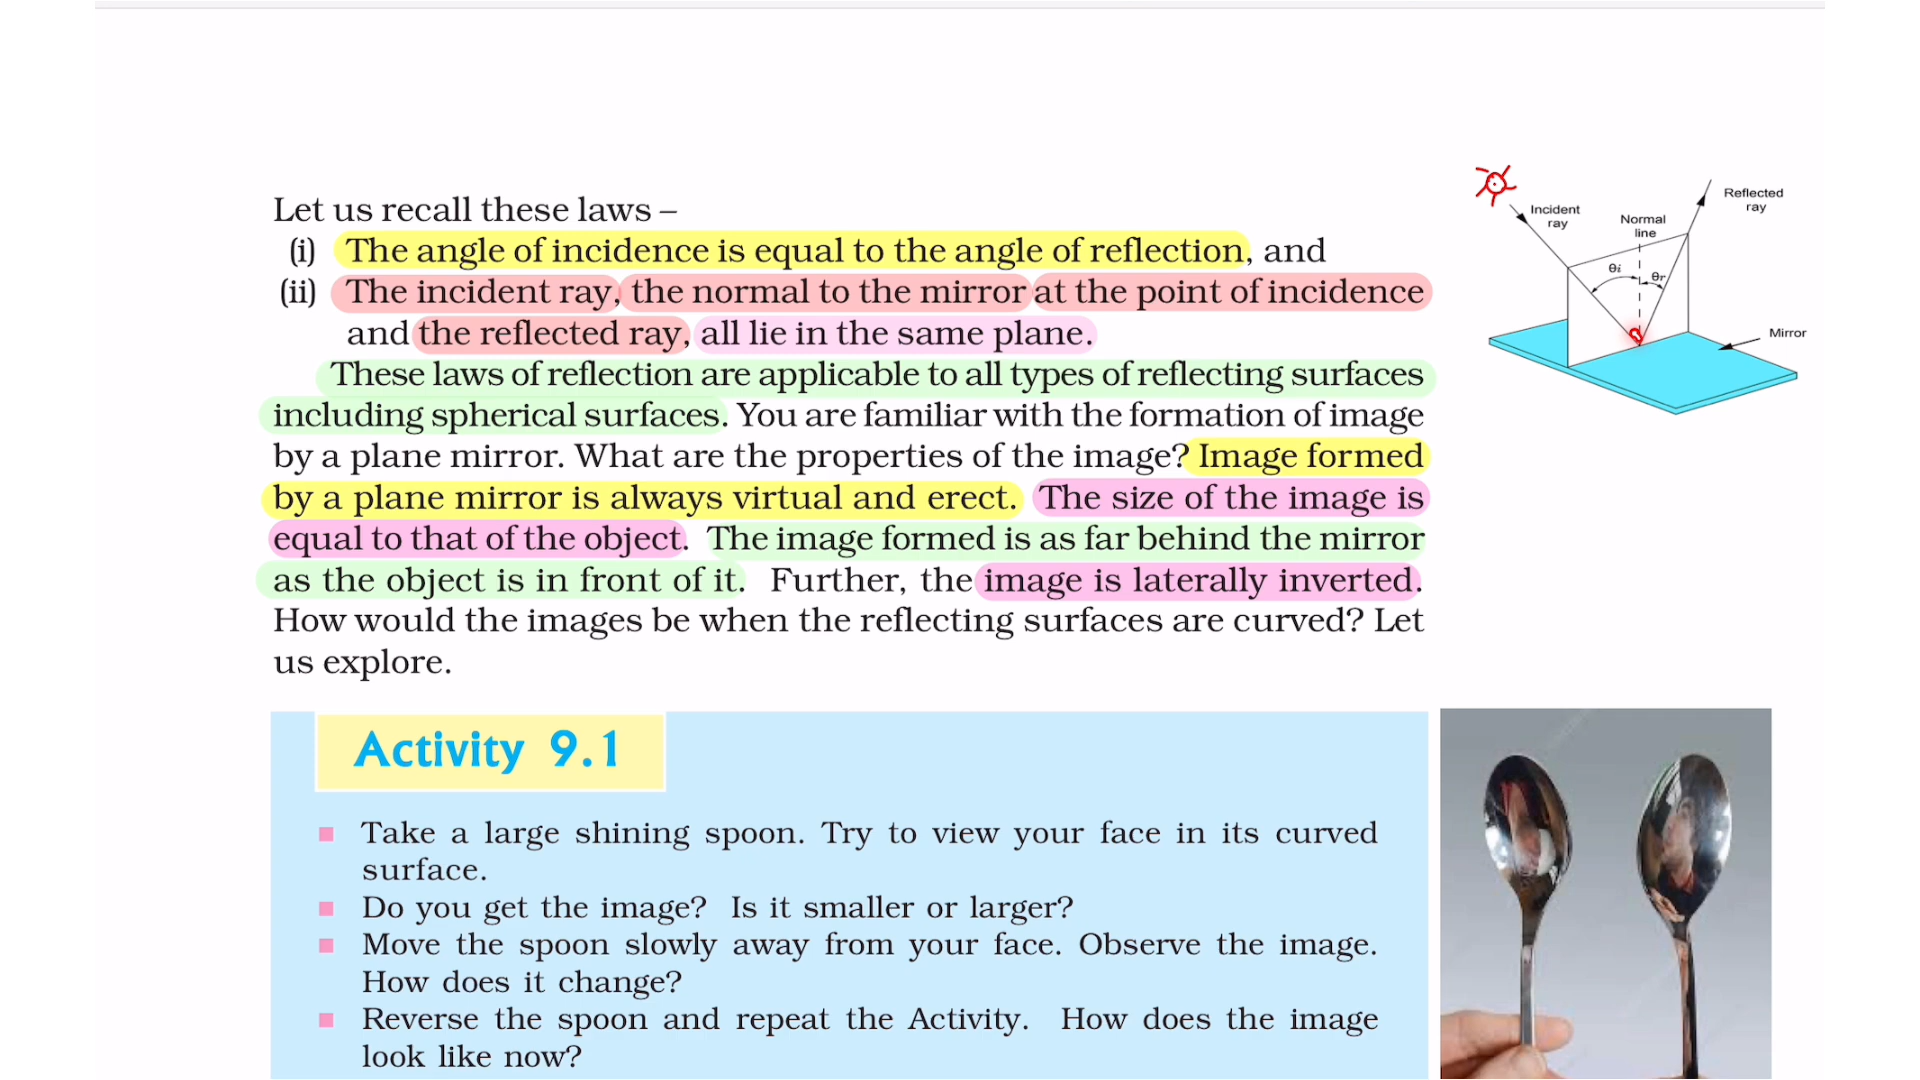 Let us recall these laws –
(i) The angle of incidence is equal to the angle of reflection, and
(ii) The incident ray, the normal to the mirror at the point of incidence
and the reflected ray, all lie in the same plane.
These laws of reflection are applicable to all types of reflecting surfaces
including spherical surfaces. You are familiar with the formation of image
by a plane mirror. What are the properties of the image? Image formed
by a plane mirror is always virtual and erect. The size of the image is
equal to that of the object. The image formed is as far behind the mirror
as the object is in front of it. Further, the image is laterally inverted.
How would the images be when the reflecting surfaces are curved? Let
us explore.
Incident
ray
Normal
line
Reflected
ray
θi
θr
Mirror
Activity 9.1
Take a large shining spoon. Try to view your face in its curved
surface.
Do you get the image? Is it smaller or larger?
Move the spoon slowly away from your face. Observe the image.
How does it change?
Reverse the spoon and repeat the Activity. How does the image
look like now?